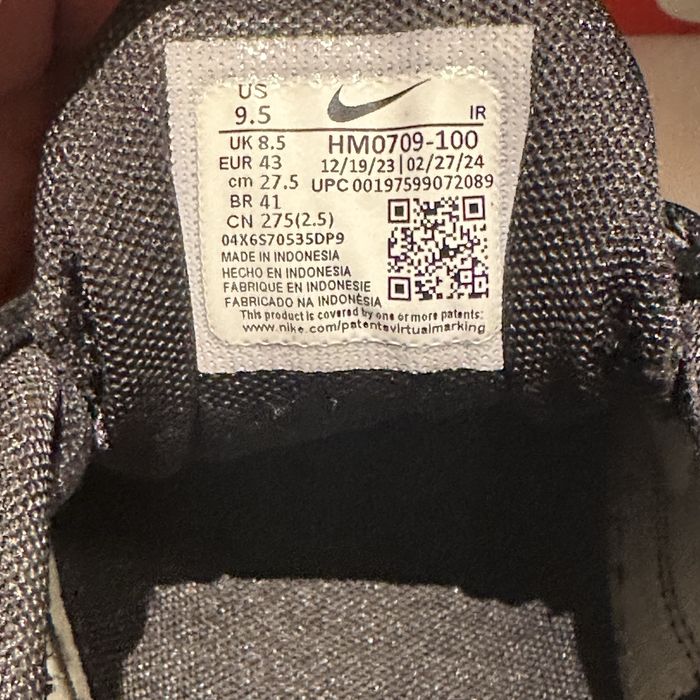 US
9.5
IR
UK 8.5
HM0709-100
EUR 43
12/19/23 | 02/27/24
cm 27.5
UPC 00197599072089
BR 41
CN 275(2.5)
04X6S70535DP9
MADE IN INDONESIA
HECHO EN INDONESIA
FABRIQUE EN INDONESIE
FABRICADO NA INDONÉSIA
This product is covered by one or more patents:
www.nike.com/patentsvirtualmarking